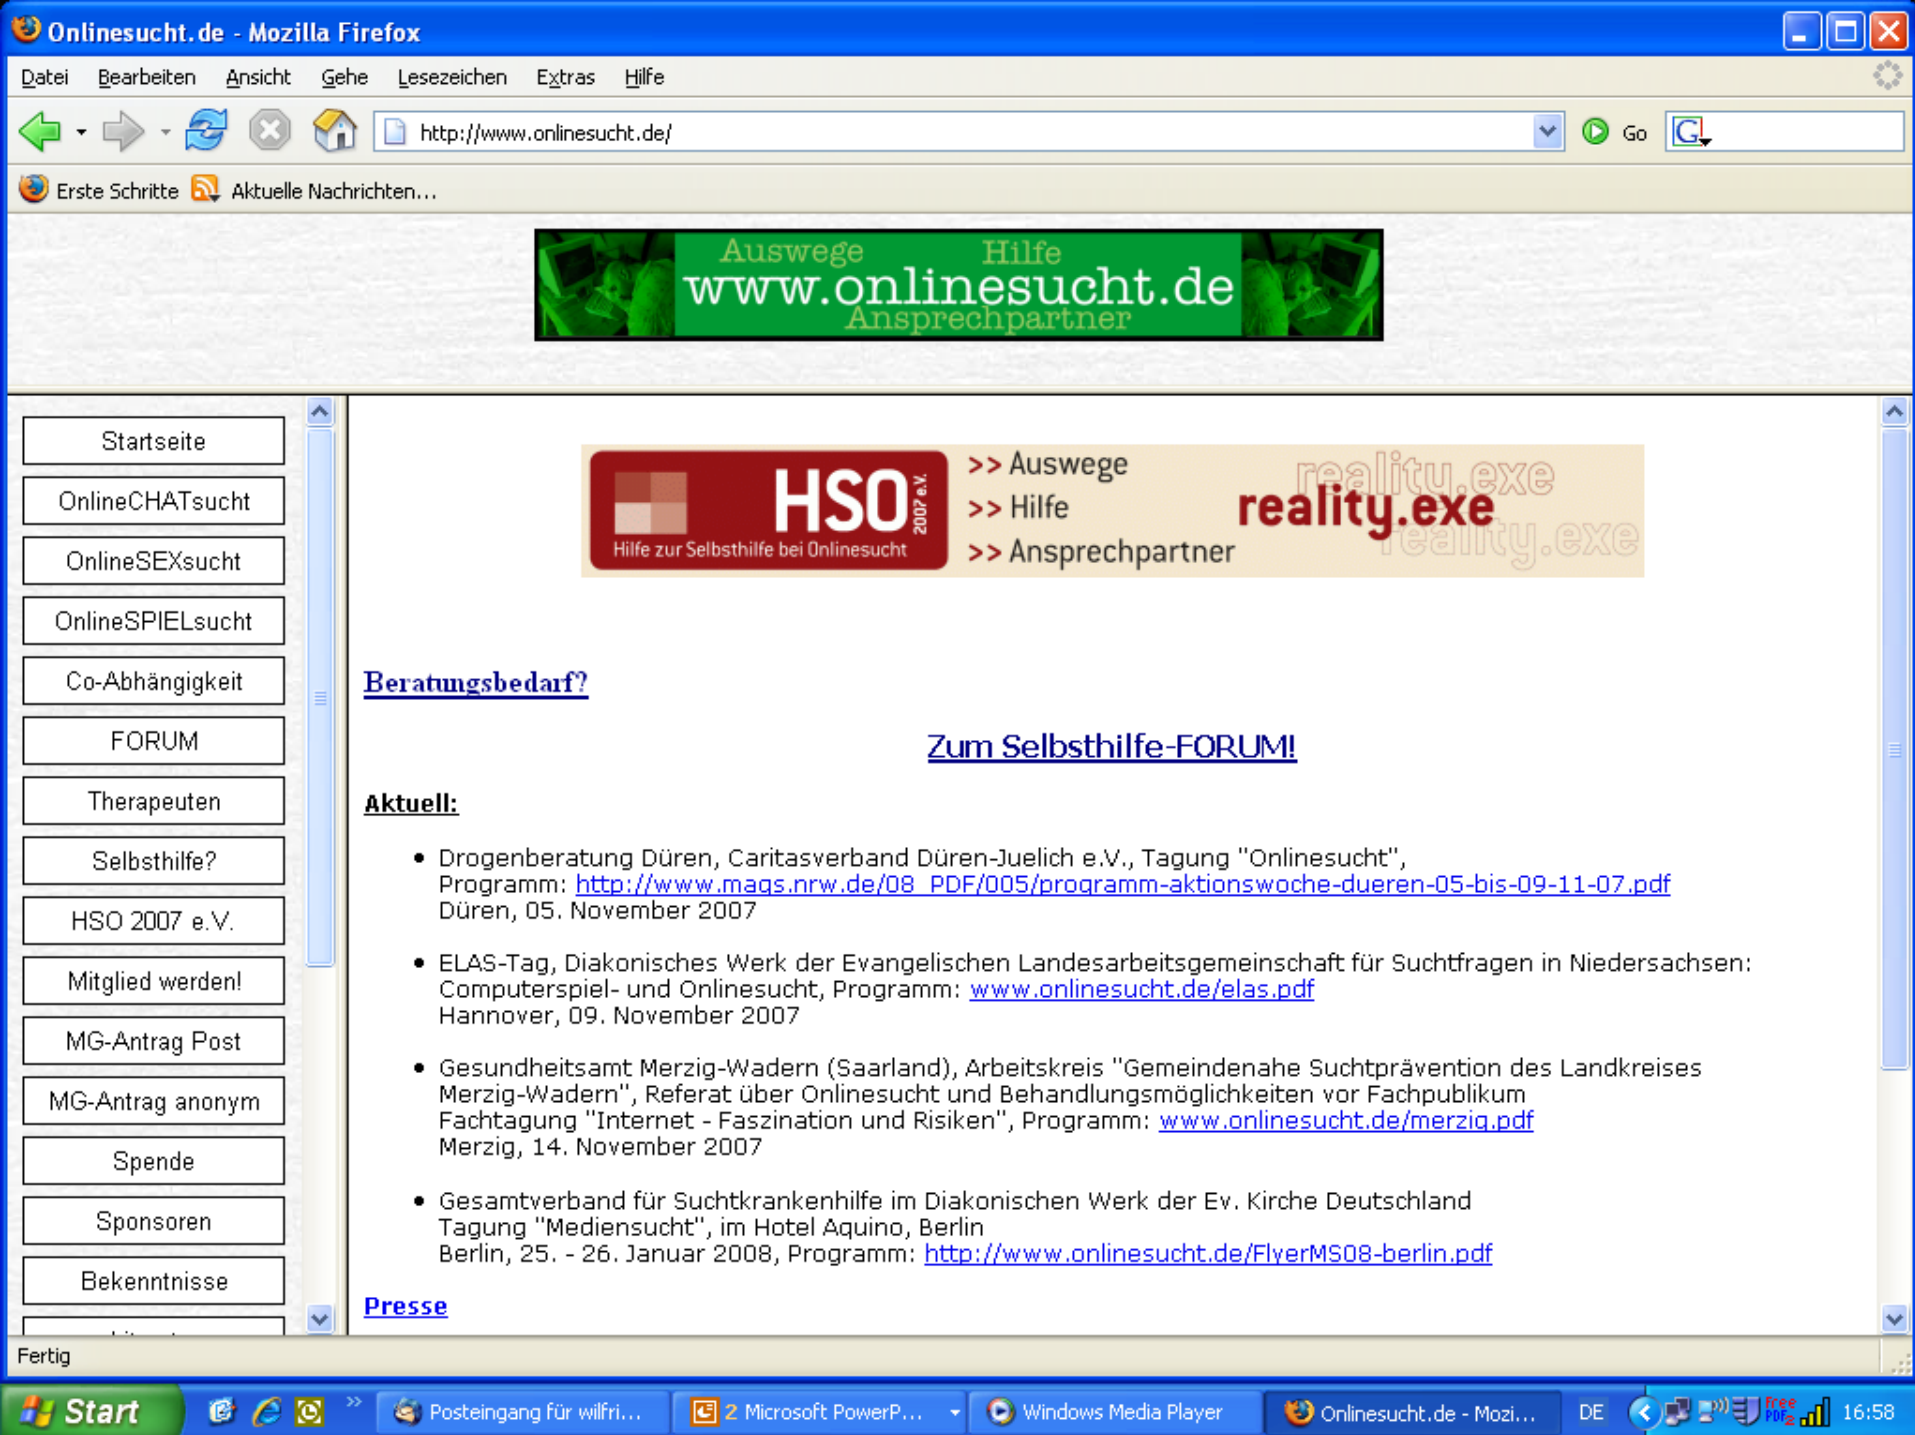 Onlinesucht.de - Mozilla Firefox
Datei Bearbeiten Ansicht Gehe Lesezeichen Extras Hilfe
http://www.onlinesucht.de/
Go
G
Erste Schritte Aktuelle Nachrichten...
Auswege Hilfe
www.onlinesucht.de
Ansprechpartner
Startseite
OnlineCHATsucht
OnlineSEXsucht
OnlineSPIELsucht
Co-Abhängigkeit
FORUM
Therapeuten
Selbsthilfe?
HSO 2007 e.V.
Mitglied werden!
MG-Antrag Post
MG-Antrag anonym
Spende
Sponsoren
Bekenntnisse
HSO 2007 e.V.
Hilfe zur Selbsthilfe bei Onlinesucht
>> Auswege
>> Hilfe
>> Ansprechpartner
reality.exe
reality.exe
reality.exe
Beratungsbedarf?
Zum Selbsthilfe-FORUM!
Aktuell:
• Drogenberatung Düren, Caritasverband Düren-Juelich e.V., Tagung "Onlinesucht",
Programm: http://www.mags.nrw.de/08_PDF/005/programm-aktionswoche-dueren-05-bis-09-11-07.pdf
Düren, 05. November 2007
• ELAS-Tag, Diakonisches Werk der Evangelischen Landesarbeitsgemeinschaft für Suchtfragen in Niedersachsen:
Computerspiel- und Onlinesucht, Programm: www.onlinesucht.de/elas.pdf
Hannover, 09. November 2007
• Gesundheitsamt Merzig-Wadern (Saarland), Arbeitskreis "Gemeindenahe Suchtprävention des Landkreises
Merzig-Wadern", Referat über Onlinesucht und Behandlungsmöglichkeiten vor Fachpublikum
Fachtagung "Internet - Faszination und Risiken", Programm: www.onlinesucht.de/merzig.pdf
Merzig, 14. November 2007
• Gesamtverband für Suchtkrankenhilfe im Diakonischen Werk der Ev. Kirche Deutschland
Tagung "Mediensucht", im Hotel Aquino, Berlin
Berlin, 25. - 26. Januar 2008, Programm: http://www.onlinesucht.de/FlyerMS08-berlin.pdf
Presse
Fertig
Start
Posteingang für wilfri...
2 Microsoft PowerP...
Windows Media Player
Onlinesucht.de - Mozi...
DE
Free PDF2
16:58